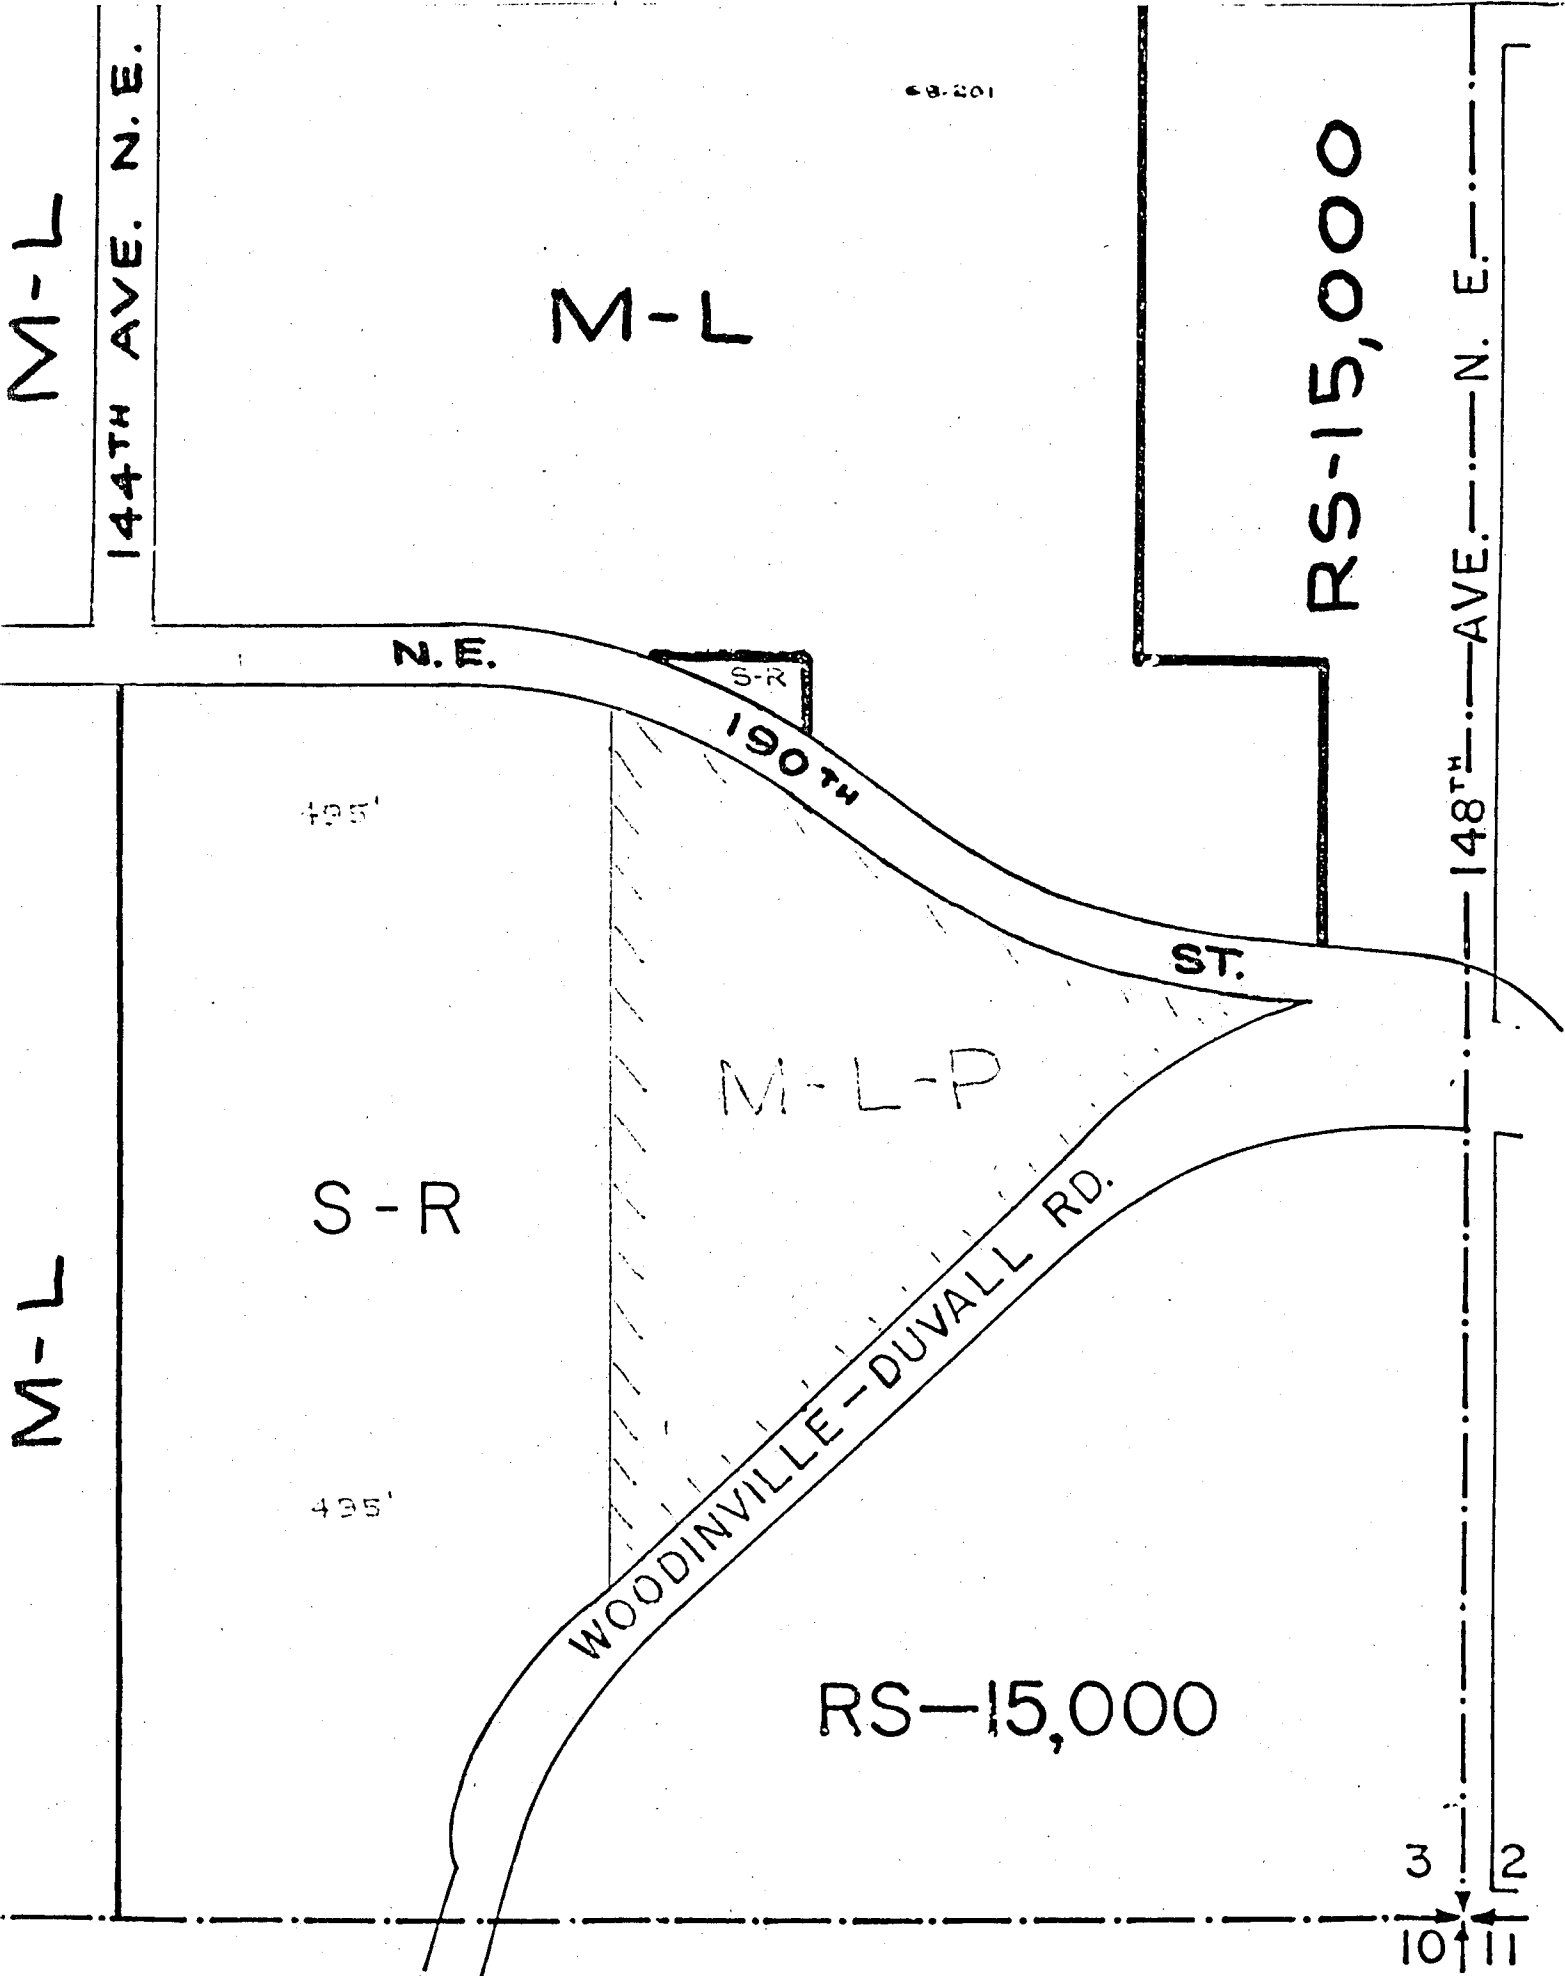 144TH AVE. N. E.
M-L
M-L
RS-15,000
148TH AVE. N. E.
N. E. 190TH ST.
S-R
495'
M-L-P
S-R
M-L
495'
WOODINVILLE-DUVALL RD.
RS-15,000
3 2
10 11